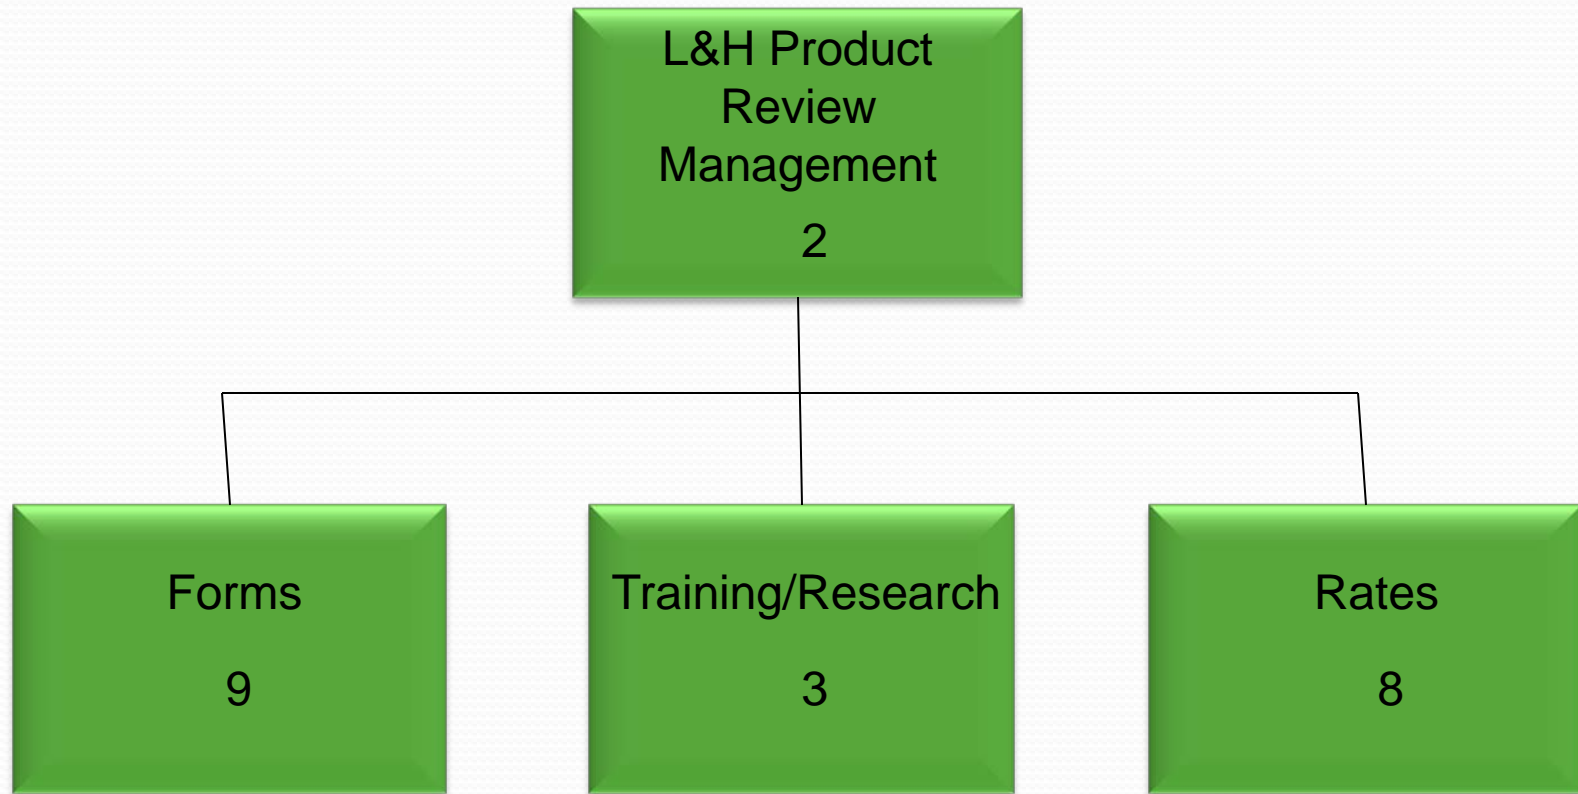 L&H Product
Review
Management
2
Forms
9
Training/Research
3
Rates
8